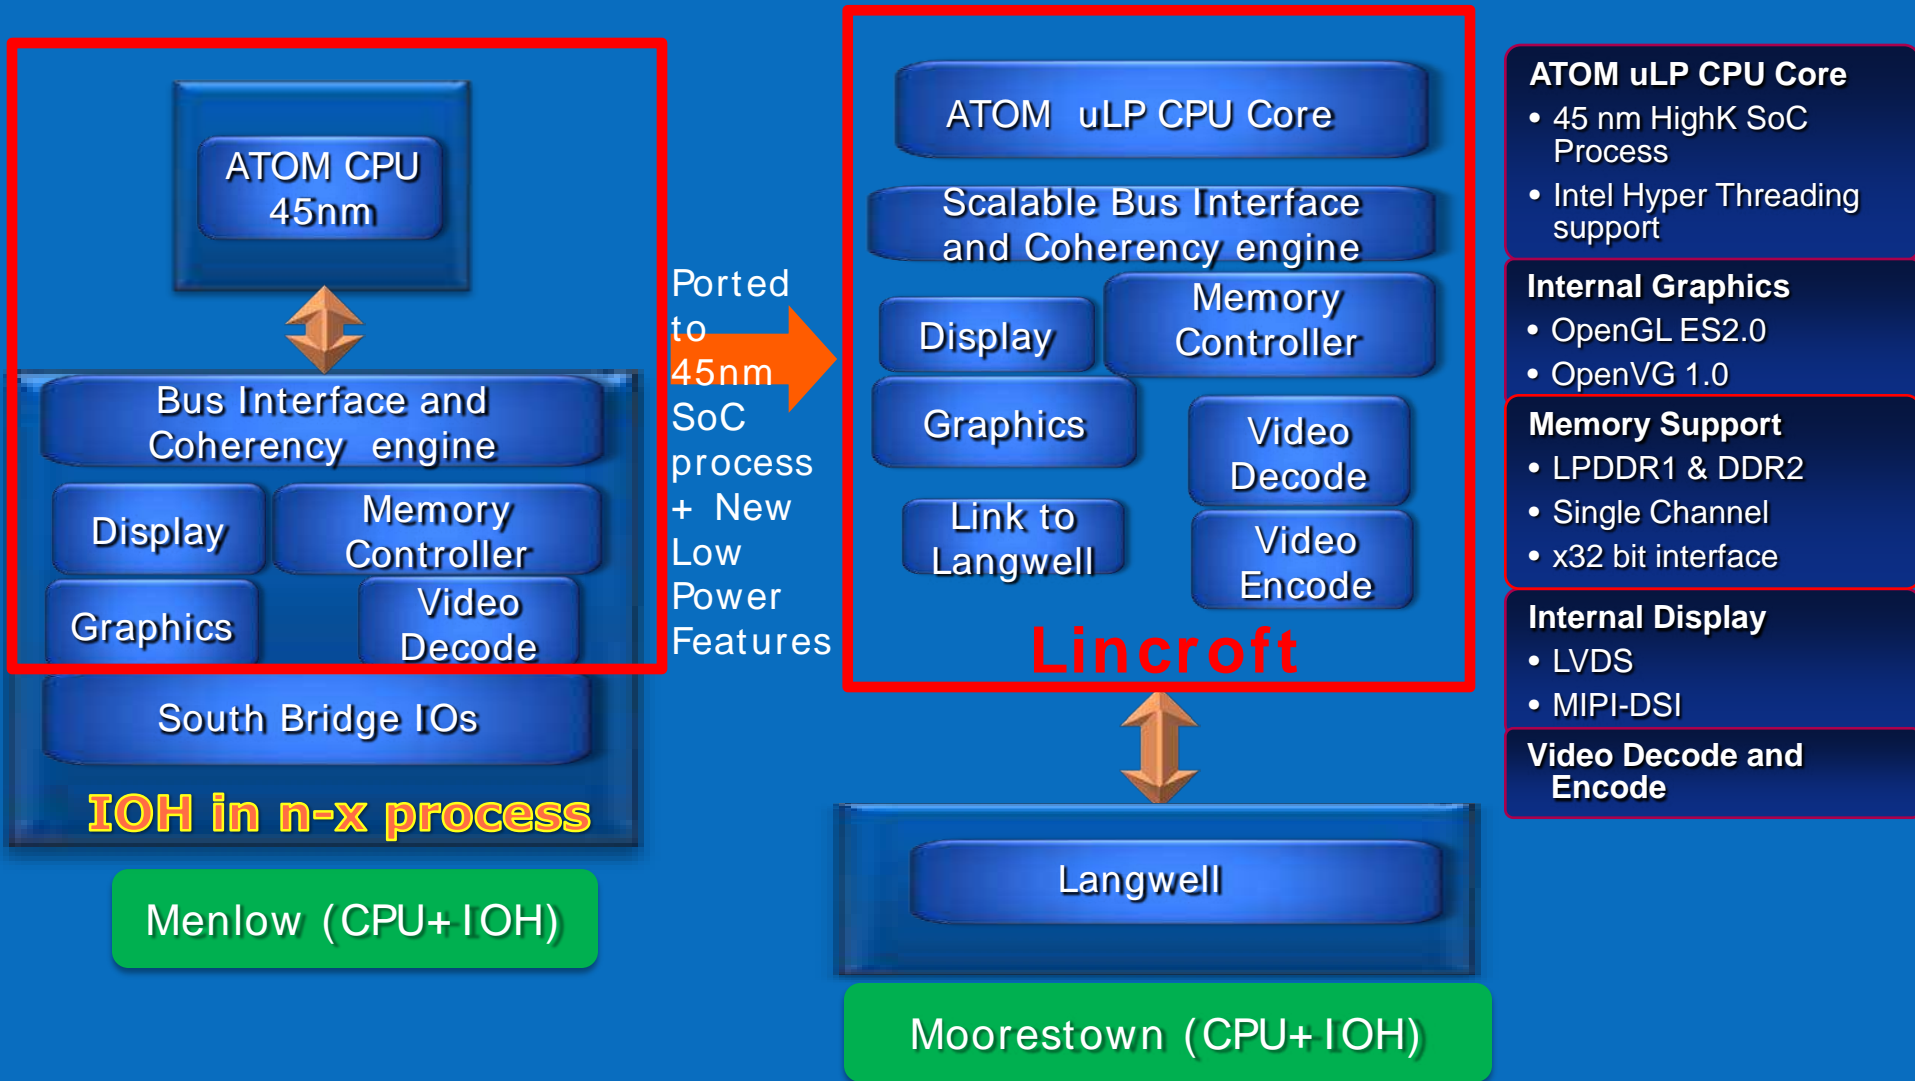 ATOM CPU
45nm
Bus Interface and
Coherency engine
Display
Memory
Controller
Graphics
Video
Decode
South Bridge IOs
IOH in n-x process
Menlow (CPU+IOH)
Ported
to
45nm
SoC
process
+ New
Low
Power
Features
ATOM uLP CPU Core
Scalable Bus Interface
and Coherency engine
Display
Memory
Controller
Graphics
Video
Decode
Link to
Langwell
Video
Encode
Lincroft
Langwell
Moorestown (CPU+IOH)
ATOM uLP CPU Core
• 45 nm HighK SoC
Process
• Intel Hyper Threading
support
Internal Graphics
• OpenGL ES2.0
• OpenVG 1.0
Memory Support
• LPDDR1 & DDR2
• Single Channel
• x32 bit interface
Internal Display
• LVDS
• MIPI-DSI
Video Decode and
Encode